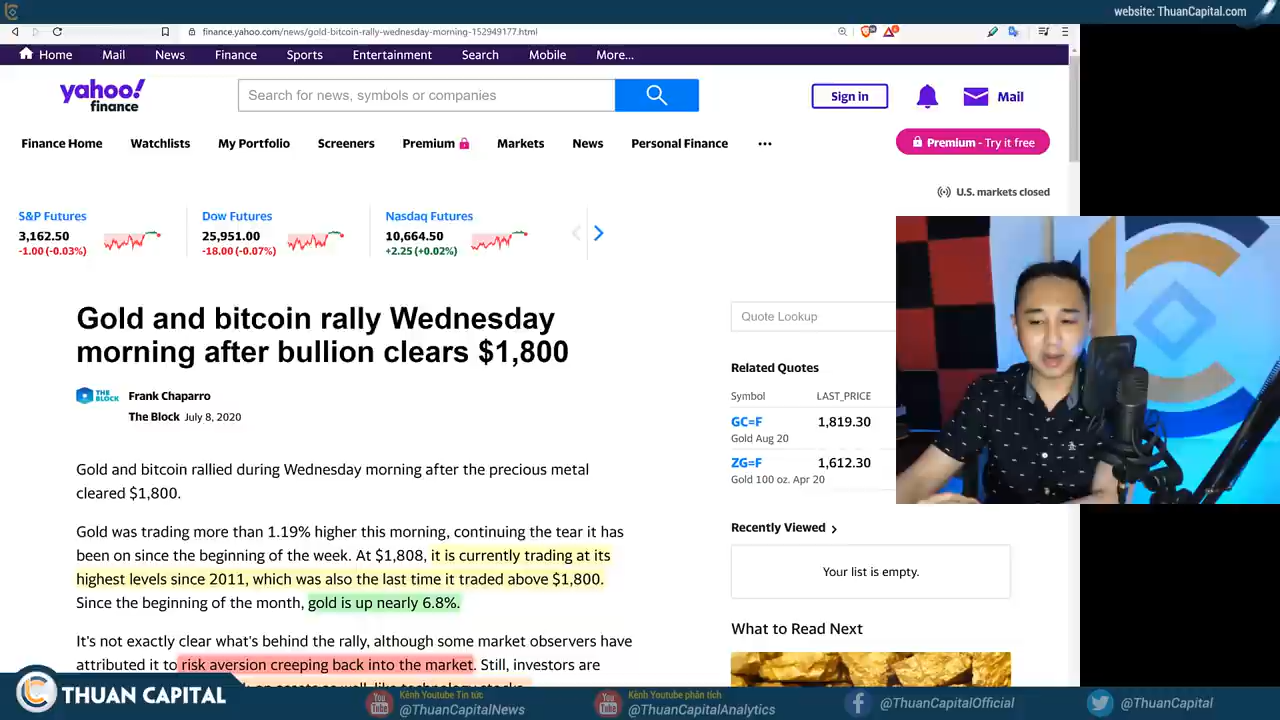 website: ThuanCapital.com
finance.yahoo.com/news/gold-bitcoin-rally-wednesday-morning-152949177.html
Home Mail News Finance Sports Entertainment Search Mobile More...
yahoo!
finance
Search for news, symbols or companies
Sign in
Mail
Finance Home Watchlists My Portfolio Screeners Premium Markets News Personal Finance
Premium - Try it free
U.S. markets closed
S&P Futures
3,162.50
-1.00 (-0.03%)
Dow Futures
25,951.00
-18.00 (-0.07%)
Nasdaq Futures
10,664.50
+2.25 (+0.02%)
Gold and bitcoin rally Wednesday
morning after bullion clears $1,800
THE
BLOCK
Frank Chaparro
The Block July 8, 2020
Gold and bitcoin rallied during Wednesday morning after the precious metal
cleared $1,800.
Gold was trading more than 1.19% higher this morning, continuing the tear it has
been on since the beginning of the week. At $1,808, it is currently trading at its
highest levels since 2011, which was also the last time it traded above $1,800.
Since the beginning of the month, gold is up nearly 6.8%.
It's not exactly clear what's behind the rally, although some market observers have
attributed it to risk aversion creeping back into the market. Still, investors are
Quote Lookup
Related Quotes
Symbol LAST_PRICE
GC=F 1,819.30
Gold Aug 20
ZG=F 1,612.30
Gold 100 oz. Apr 20
Recently Viewed
Your list is empty.
What to Read Next
THUAN CAPITAL
Kênh Youtube Tin tức
@ThuanCapitalNews
Kênh Youtube phân tích
@ThuanCapitalAnalytics
@ThuanCapitalOfficial
@ThuanCapital